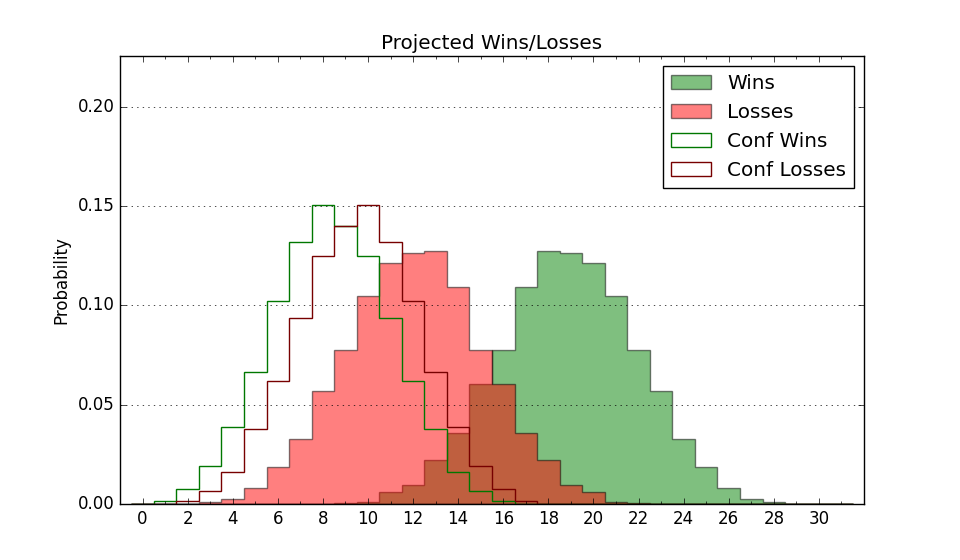 Projected Wins/Losses
Wins
Losses
Conf Wins
Conf Losses
Probability
0.20
0.15
0.10
0.05
0.00
0 2 4 6 8 10 12 14 16 18 20 22 24 26 28 30